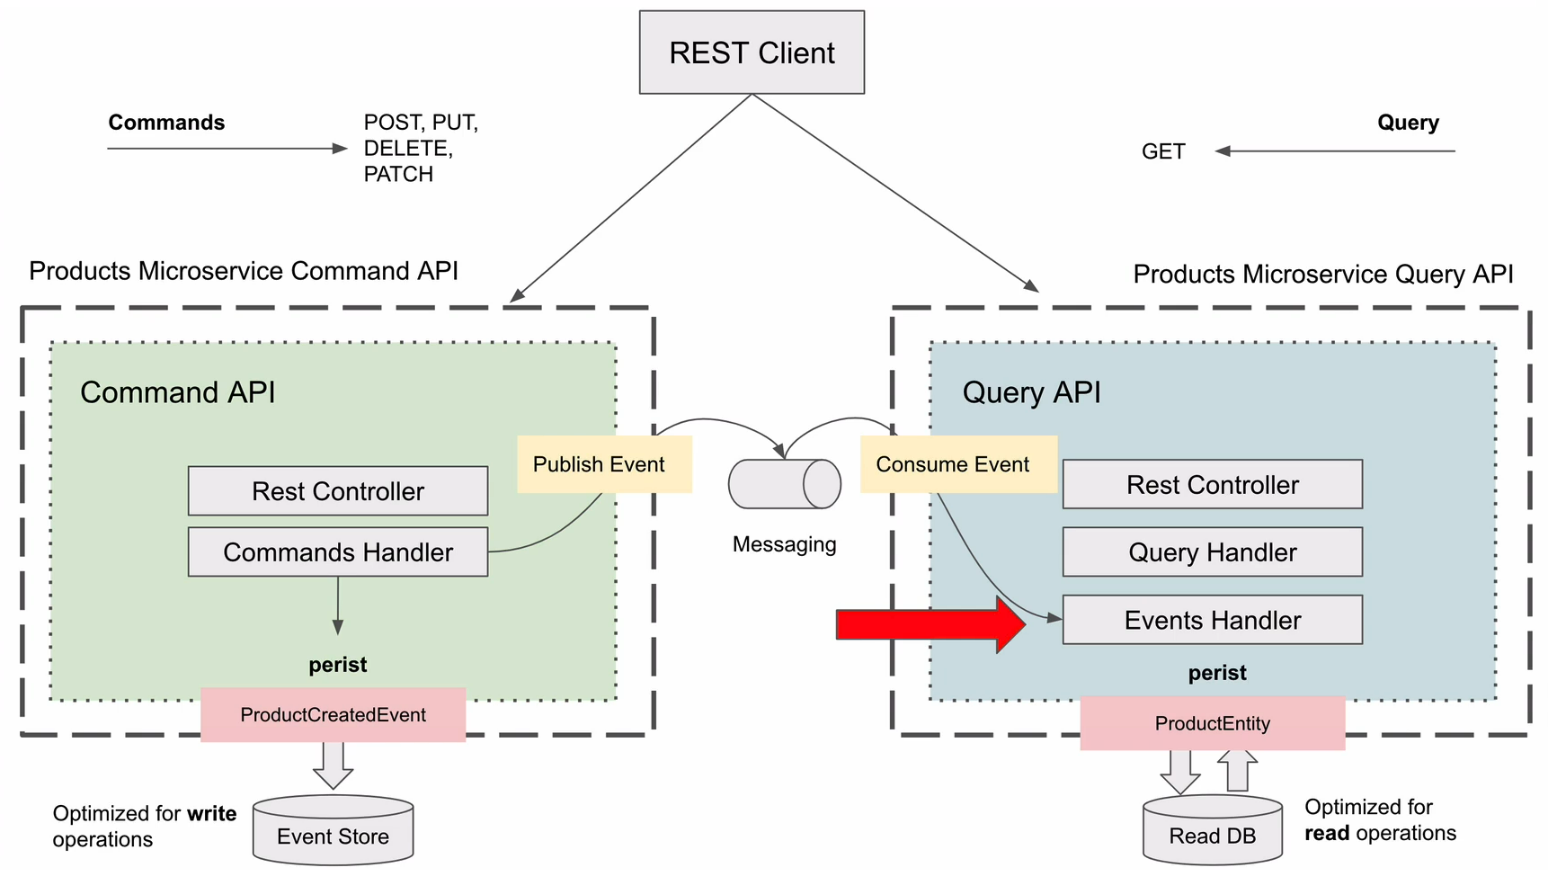 REST Client
Commands
POST, PUT,
DELETE,
PATCH
Query
GET
Products Microservice Command API
Products Microservice Query API
Command API
Query API
Publish Event
Consume Event
Rest Controller
Rest Controller
Commands Handler
Messaging
Query Handler
Events Handler
perist
perist
ProductCreatedEvent
ProductEntity
Optimized for write
operations
Event Store
Read DB
Optimized for
read operations